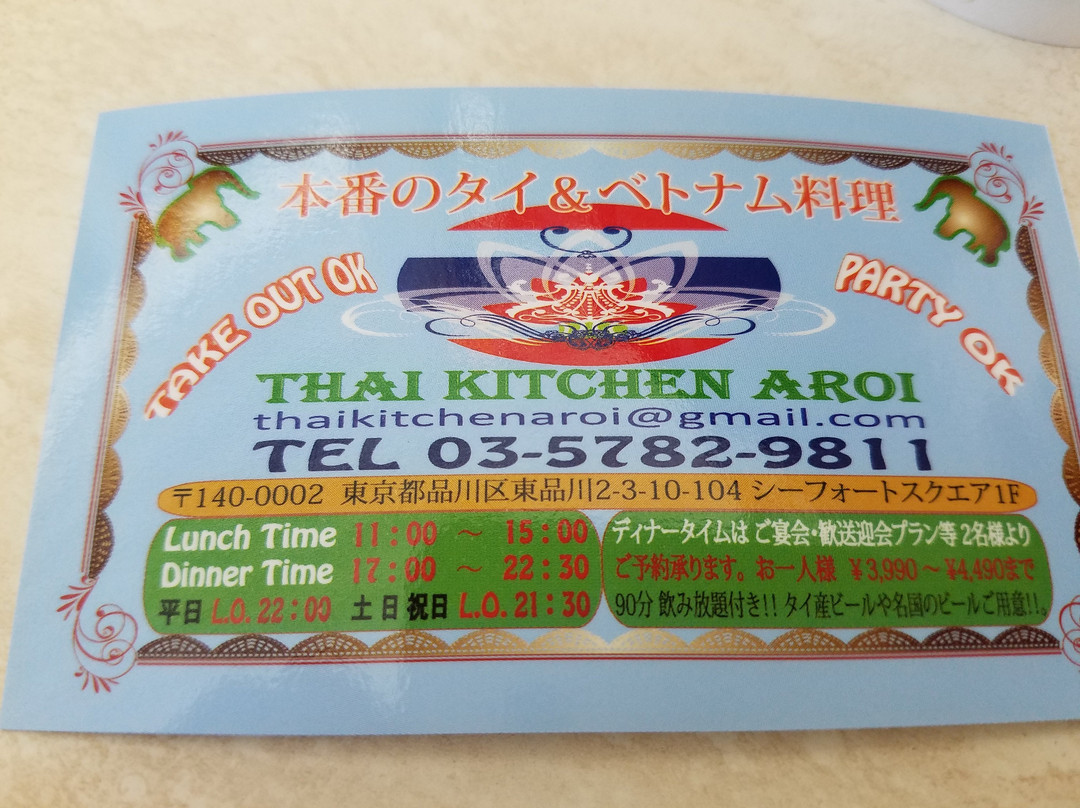 本番のタイ&ベトナム料理
TAKE OUT OK
PARTY OK
THAI KITCHEN AROI
thaikitchenaroi@gmail.com
TEL 03-5782-9811
〒140-0002 東京都品川区東品川2-3-10-104 シーフォートスクエア1F
Lunch Time 11:00 ～ 15:00
Dinner Time 17:00 ～ 22:30
平日 L.O. 22:00 土日祝日 L.O. 21:30
ディナータイムは ご宴会・歓送迎会プラン等 2名様より
ご予約承ります。お一人様 ¥3,990～¥4,490まで
90分 飲み放題付き!! タイ産ビールや名国のビールご用意!!。